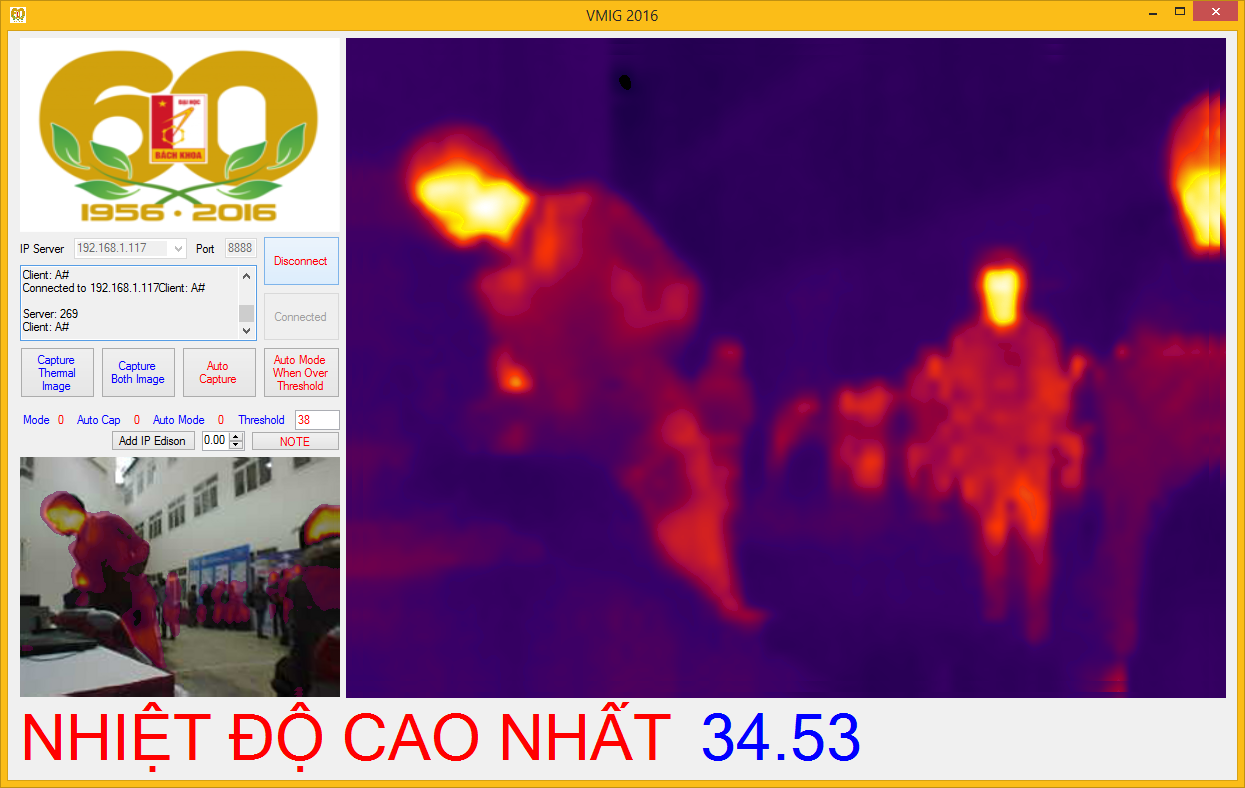 VMIG 2016
60
ĐẠI HỌC
BÁCH KHOA
1956 • 2016
IP Server 192.168.1.117 Port 8888
Disconnect
Client: A#
Connected to 192.168.1.117Client: A#
Server: 269
Client: A#
Connected
Capture
Thermal
Image
Capture
Both Image
Auto
Capture
Auto Mode
When Over
Threshold
Mode 0 Auto Cap 0 Auto Mode 0 Threshold 38
Add IP Edison 0.00 NOTE
NHIỆT ĐỘ CAO NHẤT 34.53